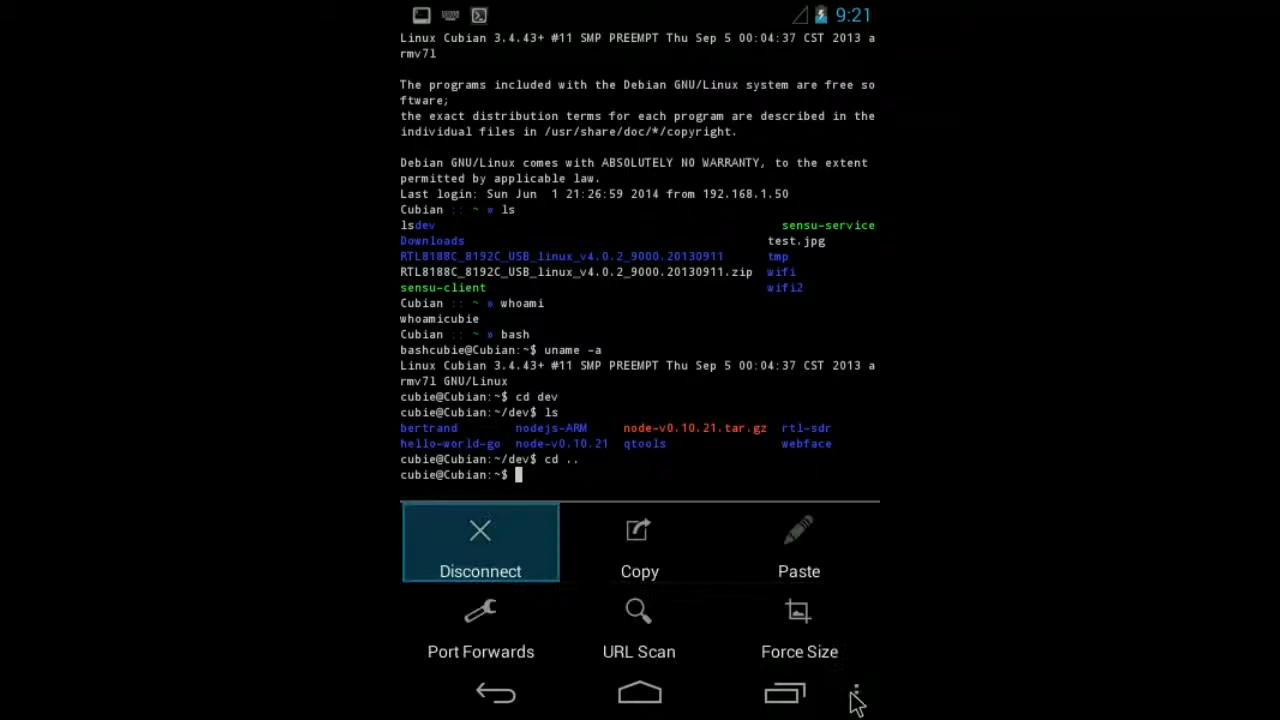 9:21
Linux Cubian 3.4.43+ #11 SMP PREEMPT Thu Sep 5 00:04:37 CST 2013 a
rmv7l
The programs included with the Debian GNU/Linux system are free so
ftware;
the exact distribution terms for each program are described in the
individual files in /usr/share/doc/*/copyright.
Debian GNU/Linux comes with ABSOLUTELY NO WARRANTY, to the extent
permitted by applicable law.
Last login: Sun Jun  1 21:26:59 2014 from 192.168.1.50
Cubian :: ~ » ls
lsdev sensu-service
Downloads test.jpg
RTL8188C_8192C_USB_linux_v4.0.2_9000.20130911 tmp
RTL8188C_8192C_USB_linux_v4.0.2_9000.20130911.zip wifi
sensu-client wifi2
Cubian :: ~ » whoami
whoamicubie
Cubian :: ~ » bash
bashcubie@Cubian:~$ uname -a
Linux Cubian 3.4.43+ #11 SMP PREEMPT Thu Sep 5 00:04:37 CST 2013 a
rmv7l GNU/Linux
cubie@Cubian:~$ cd dev
cubie@Cubian:~/dev$ ls
bertrand nodejs-ARM node-v0.10.21.tar.gz rtl-sdr
hello-world-go node-v0.10.21 qtools webface
cubie@Cubian:~/dev$ cd ..
cubie@Cubian:~$
Disconnect Copy Paste
Port Forwards URL Scan Force Size